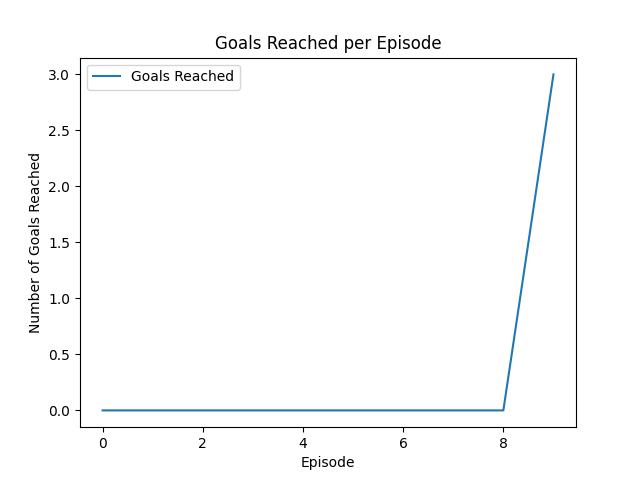 Goals Reached per Episode
Goals Reached
Number of Goals Reached
3.0
2.5
2.0
1.5
1.0
0.5
0.0
0 2 4 6 8
Episode